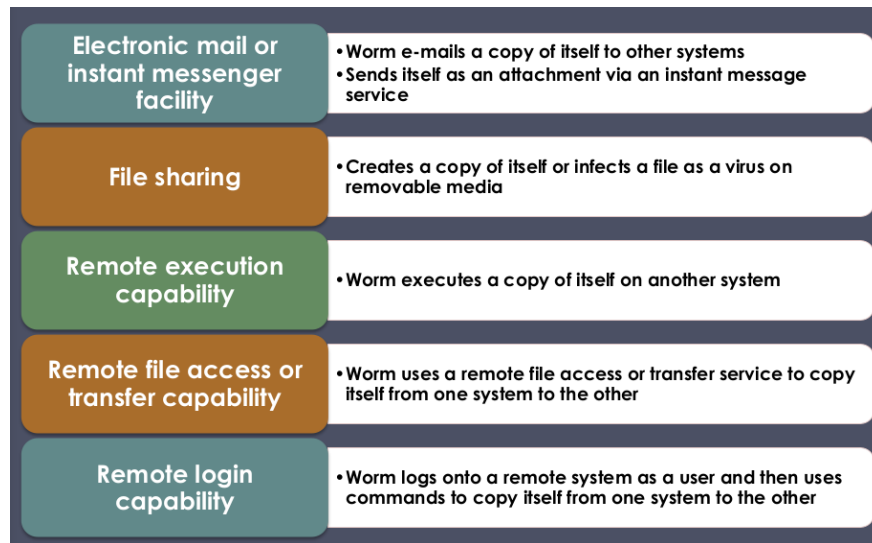 Electronic mail or
instant messenger
facility
•Worm e-mails a copy of itself to other systems
•Sends itself as an attachment via an instant message
service
File sharing
•Creates a copy of itself or infects a file as a virus on
removable media
Remote execution
capability
•Worm executes a copy of itself on another system
Remote file access or
transfer capability
•Worm uses a remote file access or transfer service to copy
itself from one system to the other
Remote login
capability
•Worm logs onto a remote system as a user and then uses
commands to copy itself from one system to the other